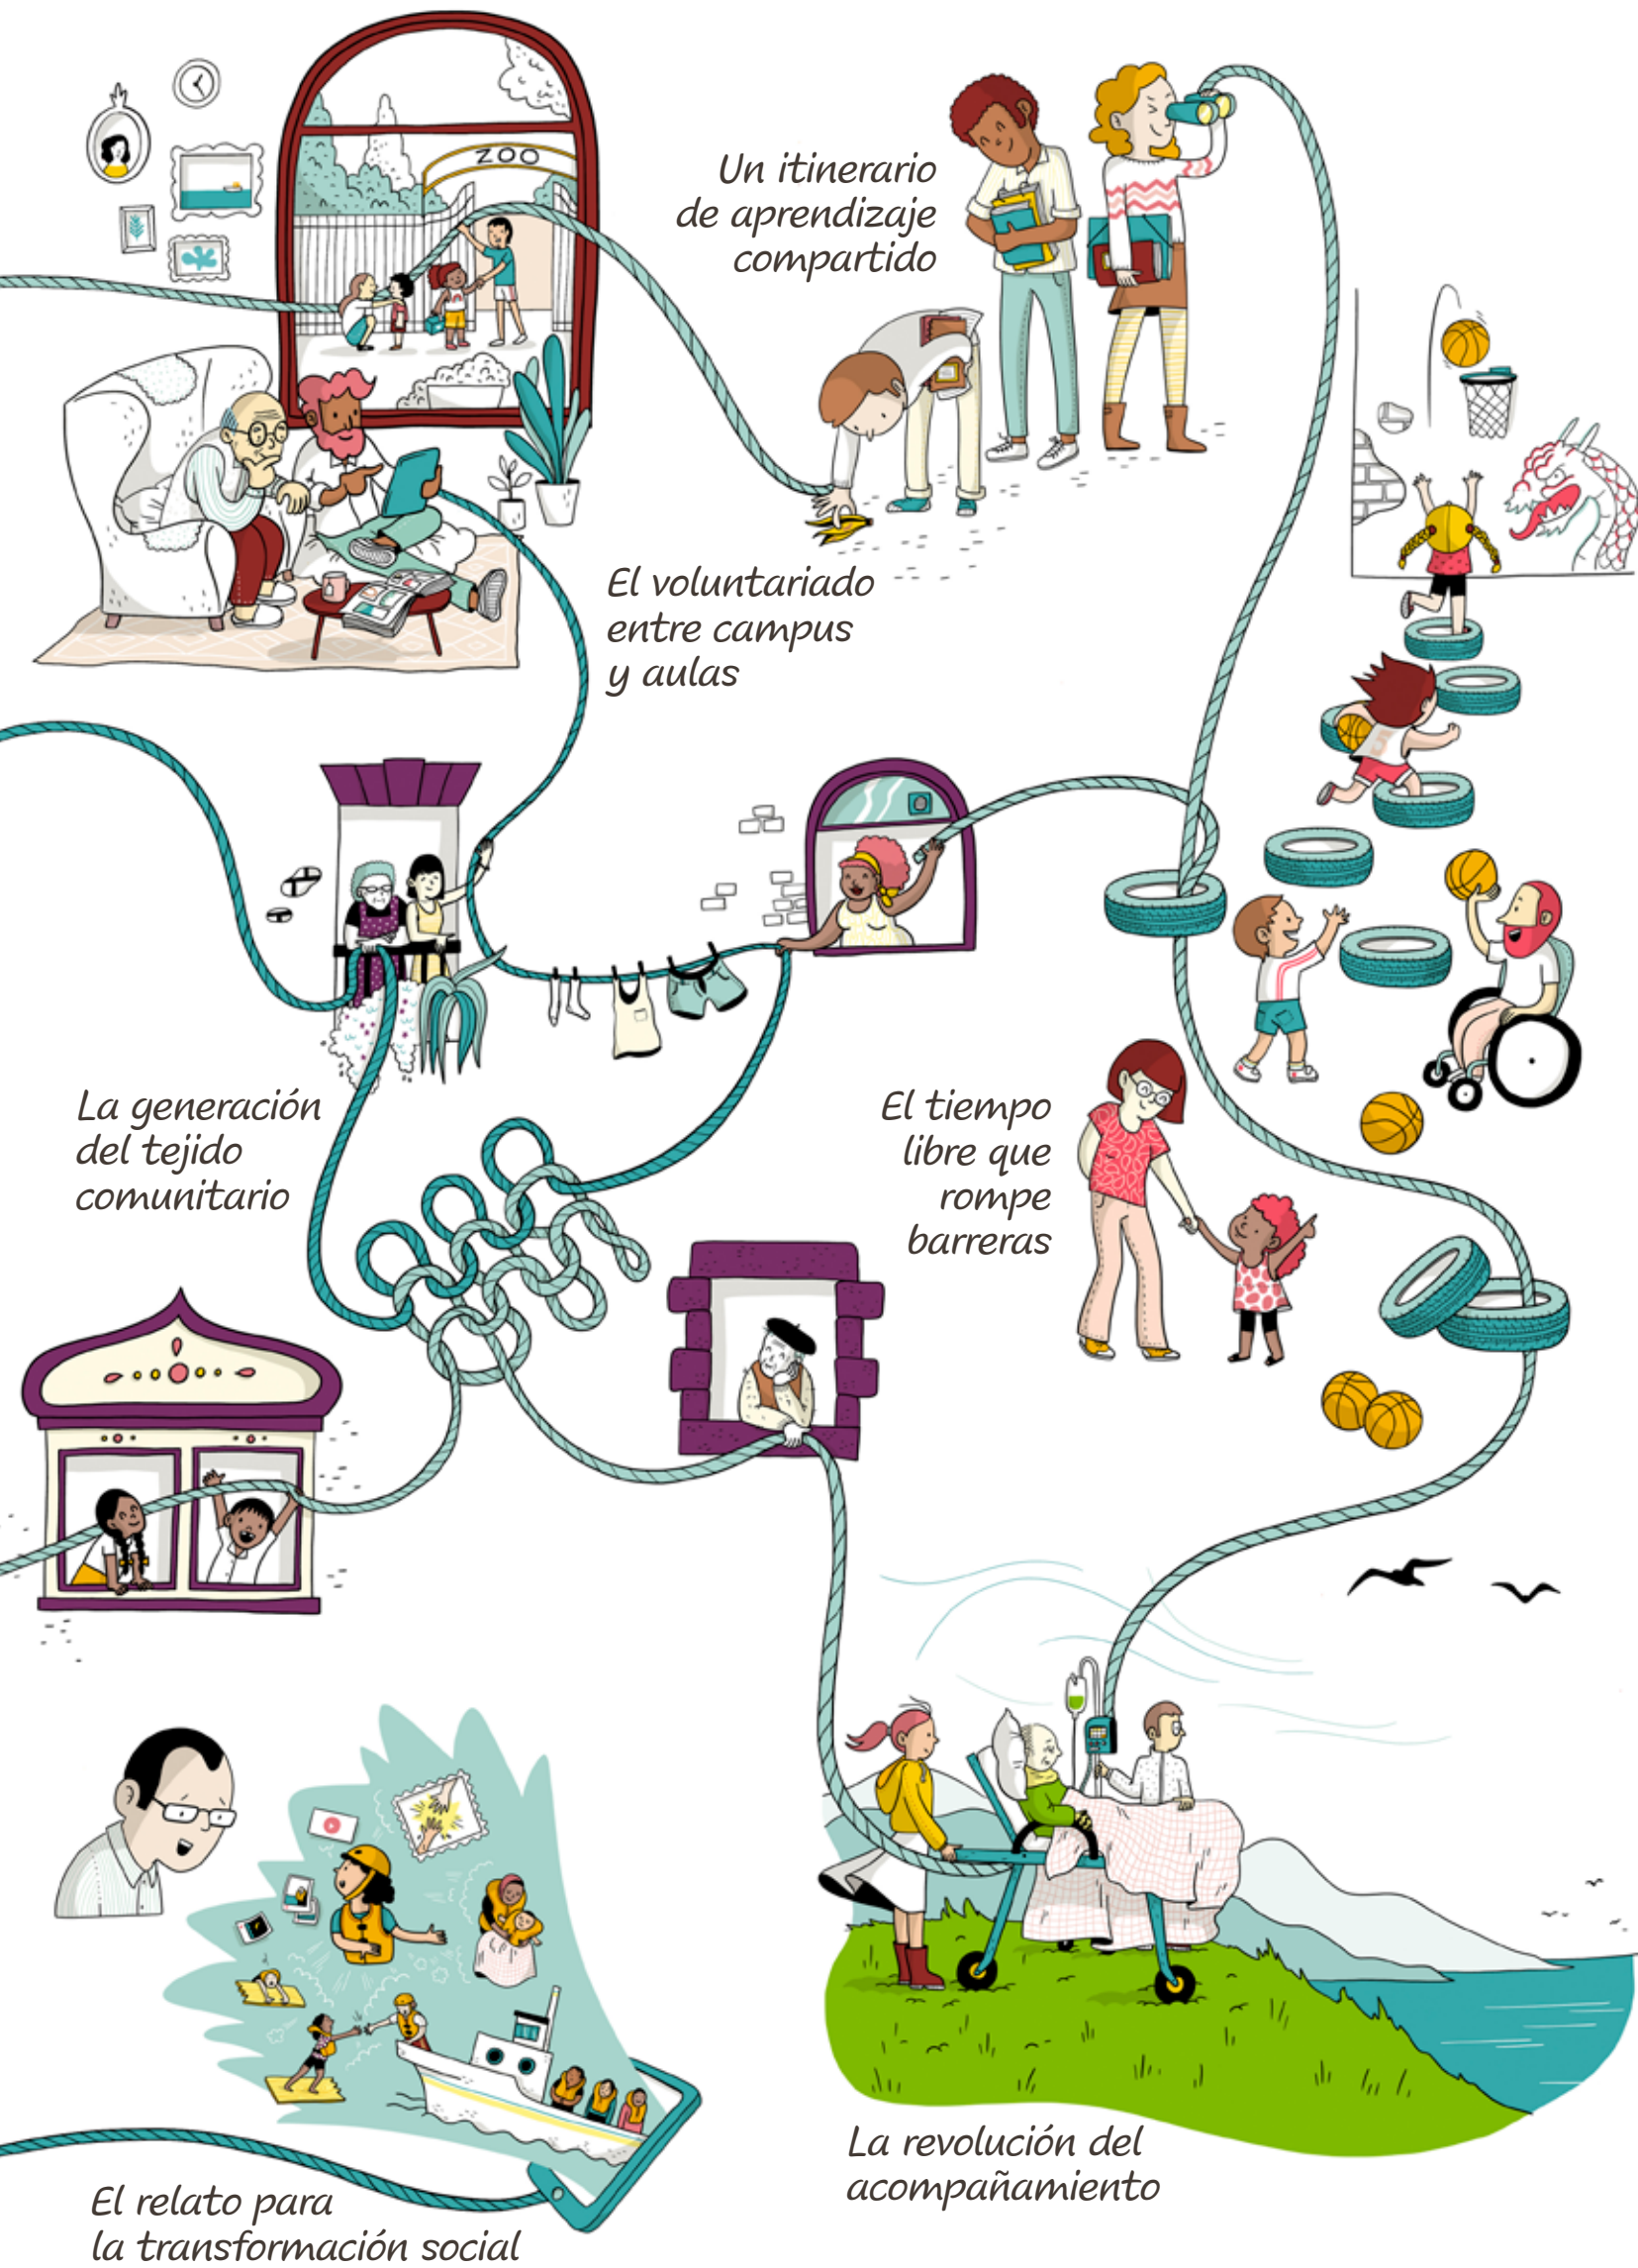 ZOO
Un itinerario
de aprendizaje
compartido
El voluntariado
entre campus
y aulas
5
La generación
del tejido
comunitario
El tiempo
libre que
rompe
barreras
La revolución del
acompañamiento
El relato para
la transformación social